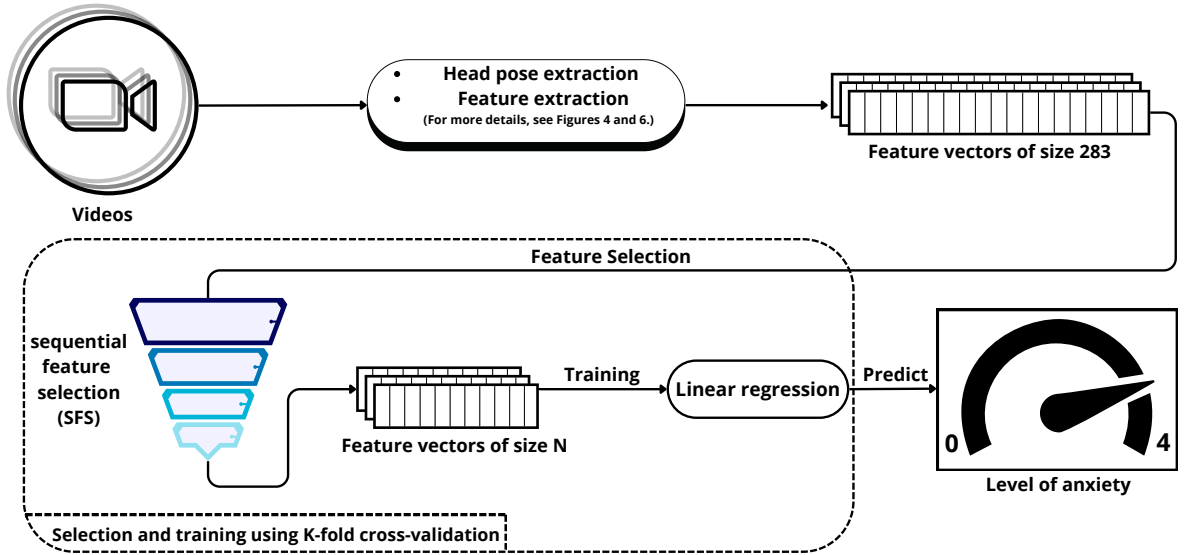 • Head pose extraction
• Feature extraction
(For more details, see Figures 4 and 6.)
Videos
Feature vectors of size 283
Feature Selection
sequential
feature
selection
(SFS)
Feature vectors of size N
Training
Linear regression
Predict
0
4
Level of anxiety
Selection and training using K-fold cross-validation